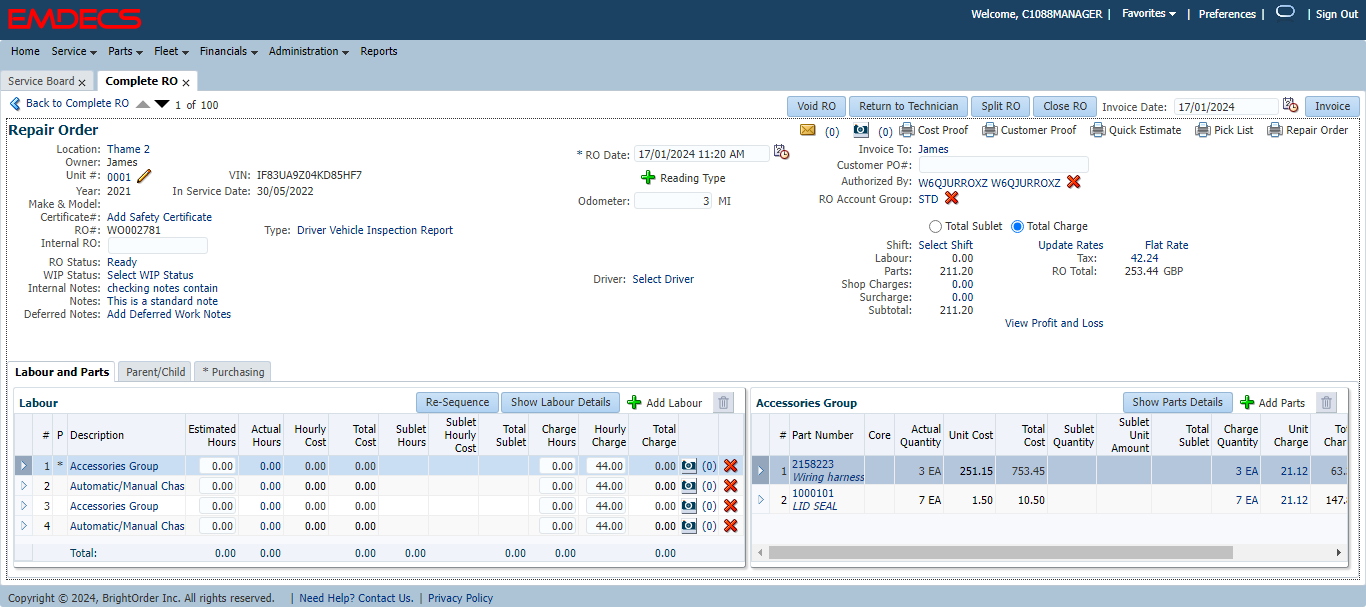 EMDECS
Welcome, C1088MANAGER | Favorites | Preferences | | Sign Out
Home Service Parts Fleet Financials Administration Reports
Service Board x Complete RO x
Back to Complete RO 1 of 100
Void RO Return to Technician Split RO Close RO Invoice Date: 17/01/2024 Invoice
Repair Order
(0) (0) Cost Proof Customer Proof Quick Estimate Pick List Repair Order
Location: Thame 2
Owner: James
Unit #: 0001 VIN: IF83UA9Z04KD85HF7
Year: 2021 In Service Date: 30/05/2022
Make & Model:
Certificate#: Add Safety Certificate
RO#: WO002781 Type: Driver Vehicle Inspection Report
Internal RO:
RO Status: Ready
WIP Status: Select WIP Status
Internal Notes: checking notes contain
Notes: This is a standard note
Deferred Notes: Add Deferred Work Notes
* RO Date: 17/01/2024 11:20 AM
Reading Type
Odometer: 3 MI
Driver: Select Driver
Invoice To: James
Customer PO#:
Authorized By: W6QJURROXZ W6QJURROXZ
RO Account Group: STD
Total Sublet Total Charge
Shift: Select Shift Update Rates Flat Rate
Labour: 0.00 Tax: 42.24
Parts: 211.20 RO Total: 253.44 GBP
Shop Charges: 0.00
Surcharge: 0.00
Subtotal: 211.20
View Profit and Loss
Labour and Parts Parent/Child * Purchasing
Labour Re-Sequence Show Labour Details Add Labour
# P Description Estimated Hours Actual Hours Hourly Cost Total Cost Sublet Hours Sublet Hourly Cost Total Sublet Charge Hours Hourly Charge Total Charge
1 * Accessories Group 0.00 0.00 0.00 0.00 0.00 44.00 0.00 (0)
2 Automatic/Manual Chas 0.00 0.00 0.00 0.00 0.00 44.00 0.00 (0)
3 Accessories Group 0.00 0.00 0.00 0.00 0.00 44.00 0.00 (0)
4 Automatic/Manual Chas 0.00 0.00 0.00 0.00 0.00 44.00 0.00 (0)
Total: 0.00 0.00 0.00 0.00 0.00 0.00 0.00
Accessories Group Show Parts Details Add Parts
# Part Number Core Actual Quantity Unit Cost Total Cost Sublet Quantity Sublet Unit Amount Total Sublet Charge Quantity Unit Charge Tot Char
1 2158223 3 EA 251.15 753.45 3 EA 21.12 63.
Wiring harness
2 1000101 7 EA 1.50 10.50 7 EA 21.12 147.
LID SEAL
Copyright © 2024, BrightOrder Inc. All rights reserved. | Need Help? Contact Us. | Privacy Policy